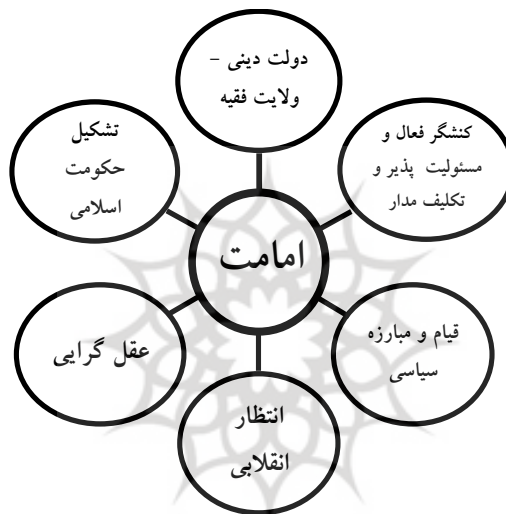 دولت دینی –
ولایت فقیه
کنشگر فعال و
مسئولیت پذیر و
تکلیف مدار
قیام و مبارزه
سیاسی
انتظار
انقلابی
عقل گرایی
تشکیل
حکومت
اسلامی
امامت